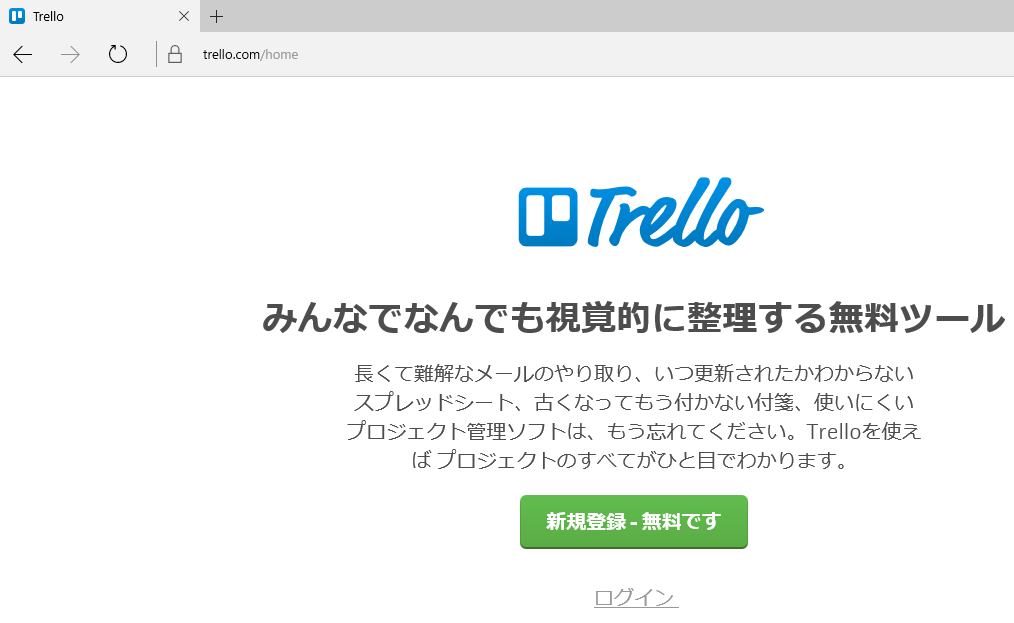 Trello
trello.com/home
Trello
みんなでなんでも視覚的に整理する無料ツール
長くて難解なメールのやり取り、いつ更新されたかわからない
スプレッドシート、古くなってもう付かない付箋、使いにくい
プロジェクト管理ソフトは、もう忘れてください。Trelloを使え
ば プロジェクトのすべてがひと目でわかります。
新規登録 - 無料です
ログイン